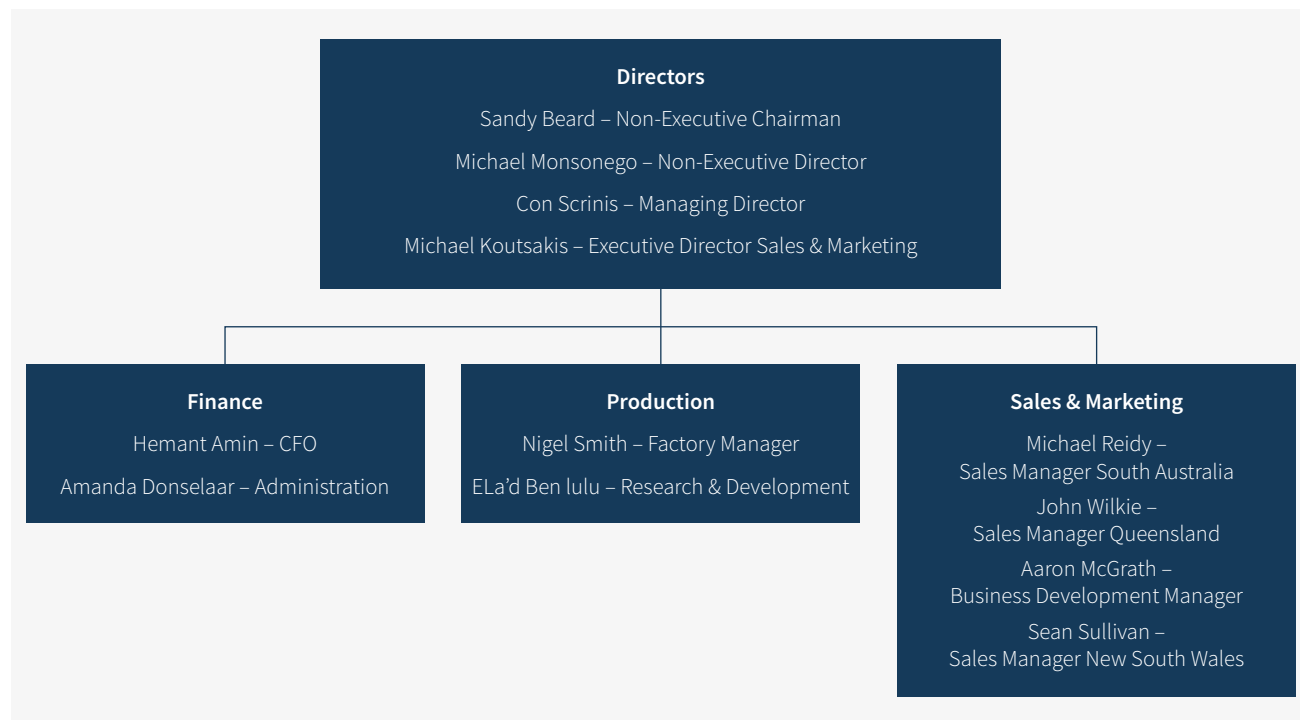 Directors
Sandy Beard – Non-Executive Chairman
Michael Monsonego – Non-Executive Director
Con Scrinis – Managing Director
Michael Koutsakis – Executive Director Sales & Marketing
Finance
Hemant Amin – CFO
Amanda Donselaar – Administration
Production
Nigel Smith – Factory Manager
ELa’d Ben lulu – Research & Development
Sales & Marketing
Michael Reidy –
Sales Manager South Australia
John Wilkie –
Sales Manager Queensland
Aaron McGrath –
Business Development Manager
Sean Sullivan –
Sales Manager New South Wales